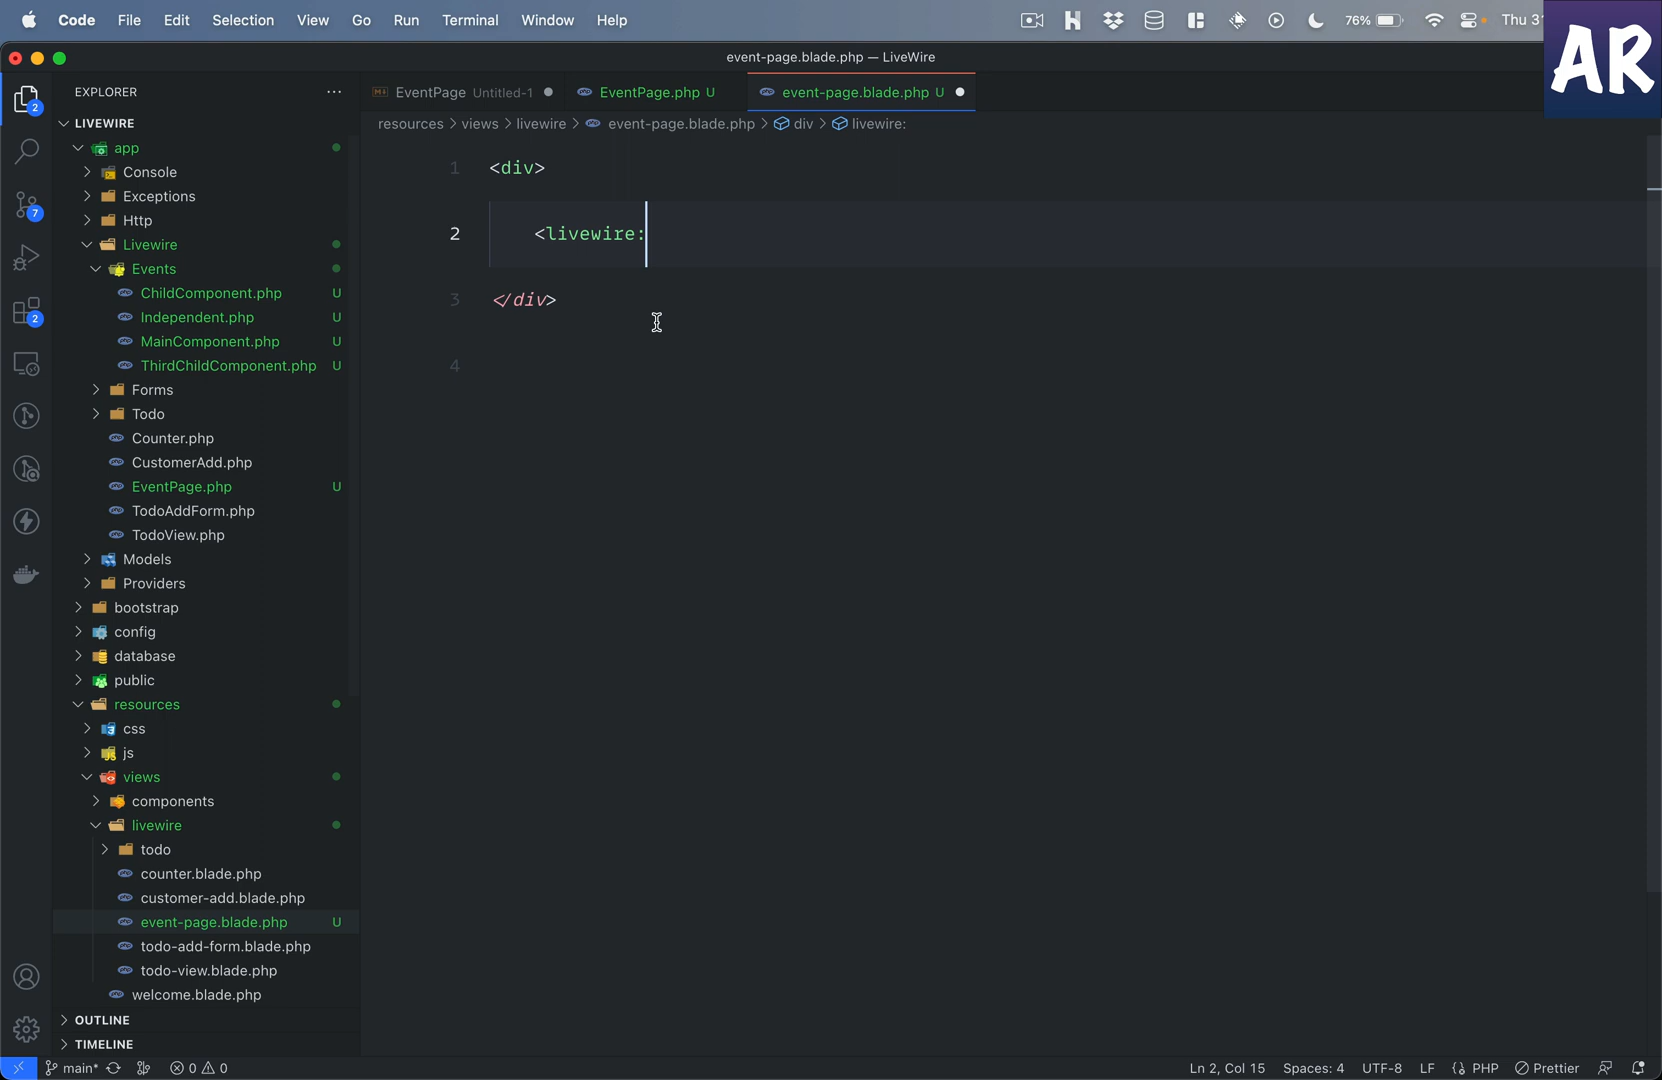 Code File Edit Selection View Go Run Terminal Window Help 76% Thu 31
AR
event-page.blade.php — LiveWire
EXPLORER
EventPage Untitled-1 EventPage.php U event-page.blade.php U
resources > views > livewire > event-page.blade.php > div > livewire:
LIVEWIRE
app
Console
Exceptions
Http
Livewire
Events
ChildComponent.php U
Independent.php U
MainComponent.php U
ThirdChildComponent.php U
Forms
Todo
Counter.php
CustomerAdd.php
EventPage.php U
TodoAddForm.php
TodoView.php
Models
Providers
bootstrap
config
database
public
resources
css
js
views
components
livewire
todo
counter.blade.php
customer-add.blade.php
event-page.blade.php U
todo-add-form.blade.php
todo-view.blade.php
welcome.blade.php
OUTLINE
TIMELINE
2
7
2
1 <div>
2 <livewire:
3 </div>
4
main* 0 0 Ln 2, Col 15 Spaces: 4 UTF-8 LF PHP Prettier